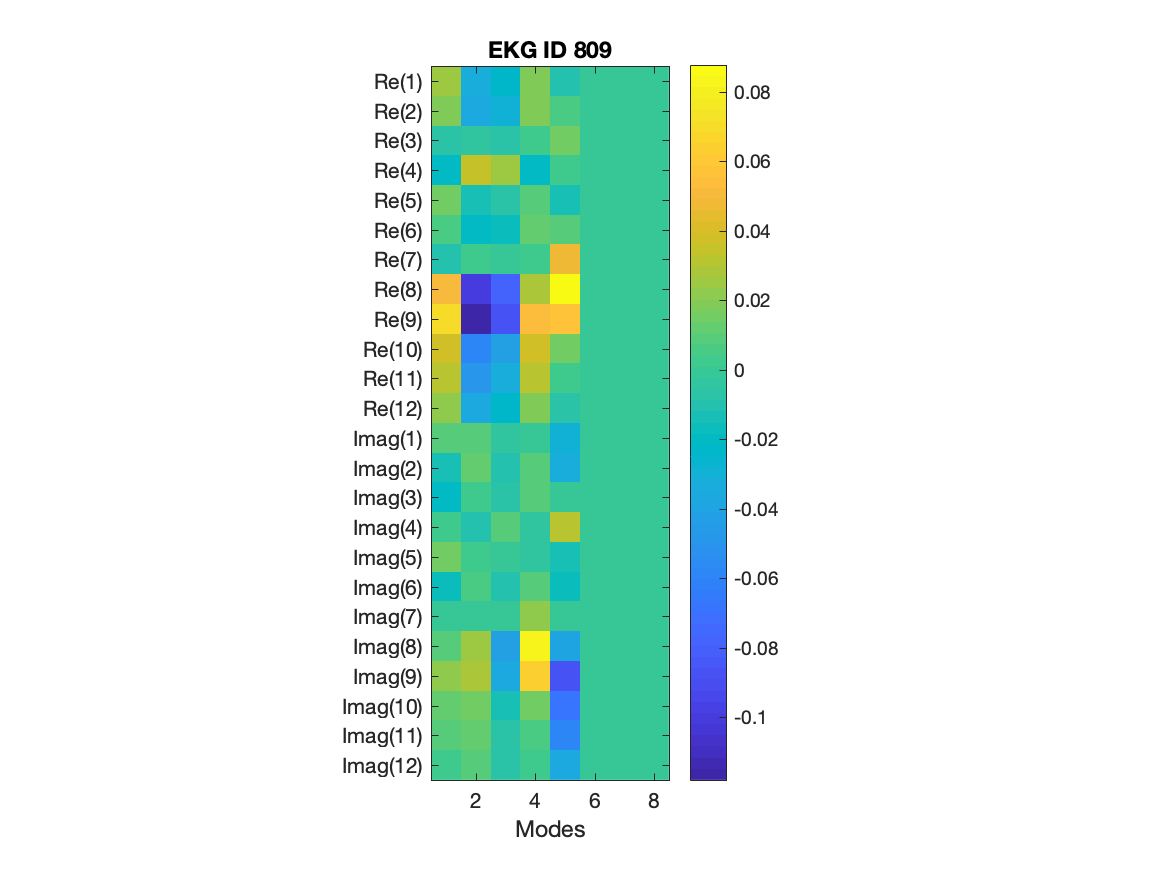 EKG ID 809
Re(1)
Re(2)
Re(3)
Re(4)
Re(5)
Re(6)
Re(7)
Re(8)
Re(9)
Re(10)
Re(11)
Re(12)
Imag(1)
Imag(2)
Imag(3)
Imag(4)
Imag(5)
Imag(6)
Imag(7)
Imag(8)
Imag(9)
Imag(10)
Imag(11)
Imag(12)
2 4 6 8
Modes
0.08
0.06
0.04
0.02
0
-0.02
-0.04
-0.06
-0.08
-0.1